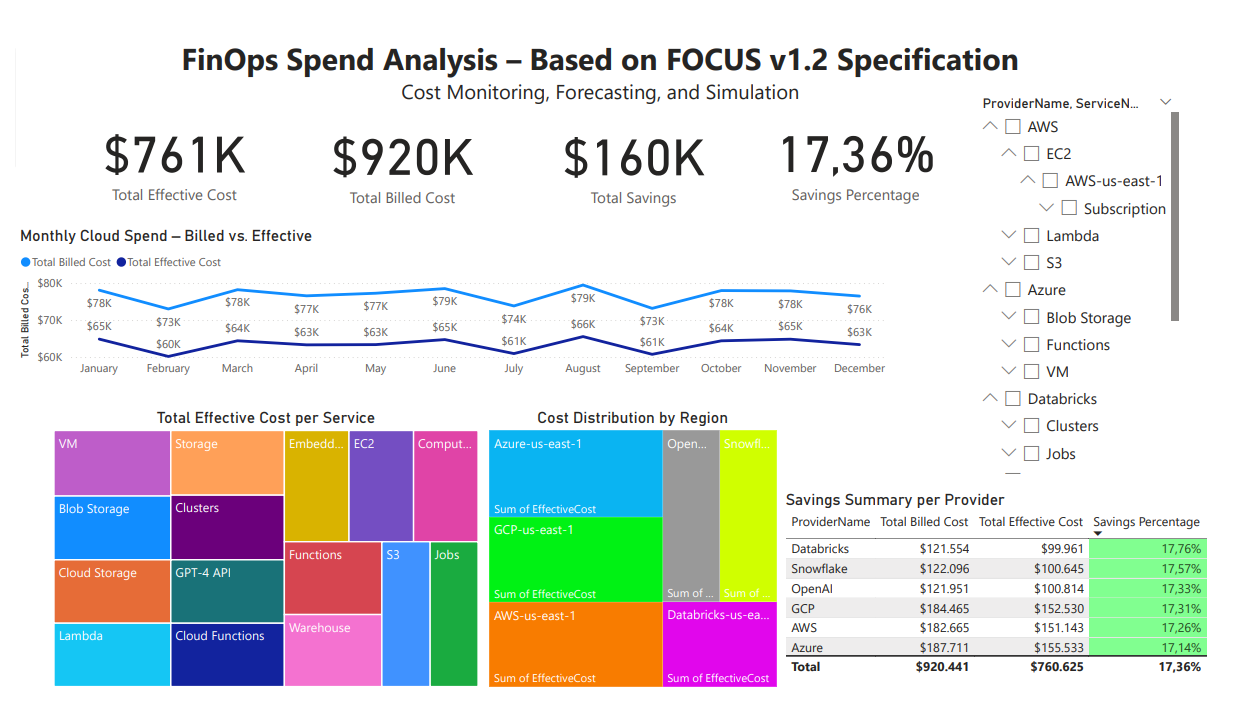 FinOps Spend Analysis – Based on FOCUS v1.2 Specification
Cost Monitoring, Forecasting, and Simulation
$761K
Total Effective Cost
$920K
Total Billed Cost
$160K
Total Savings
17,36%
Savings Percentage
ProviderName, ServiceN...
AWS
EC2
AWS-us-east-1
Subscription
Lambda
S3
Azure
Blob Storage
Functions
VM
Databricks
Clusters
Jobs
Monthly Cloud Spend – Billed vs. Effective
Total Billed Cost Total Effective Cost
Total Billed Cos...
$80K
$70K
$60K
$78K $73K $78K $77K $77K $79K $74K $79K $73K $78K $78K $76K
$65K $60K $64K $63K $63K $65K $61K $66K $61K $64K $65K $63K
January February March April May June July August September October November December
Total Effective Cost per Service
VM
Blob Storage
Cloud Storage
Lambda
Storage
Clusters
GPT-4 API
Cloud Functions
Embedd...
EC2
Comput...
Functions
Warehouse
S3
Jobs
Cost Distribution by Region
Azure-us-east-1
Sum of EffectiveCost
GCP-us-east-1
Sum of EffectiveCost
AWS-us-east-1
Sum of EffectiveCost
Open...
Sum of ...
Snowfl...
Sum of ...
Databricks-us-ea...
Sum of EffectiveCost
Savings Summary per Provider
ProviderName Total Billed Cost Total Effective Cost Savings Percentage
Databricks $121.554 $99.961 17,76%
Snowflake $122.096 $100.645 17,57%
OpenAI $121.951 $100.814 17,33%
GCP $184.465 $152.530 17,31%
AWS $182.665 $151.143 17,26%
Azure $187.711 $155.533 17,14%
Total $920.441 $760.625 17,36%